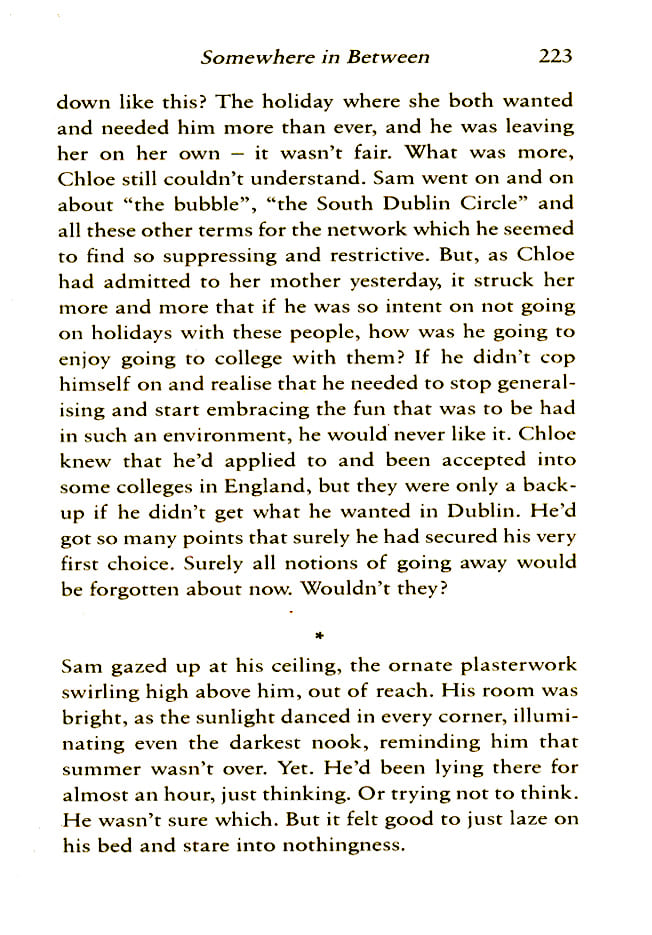 Somewhere in Between 223
down like this? The holiday where she both wanted
and needed him more than ever, and he was leaving
her on her own – it wasn't fair. What was more,
Chloe still couldn't understand. Sam went on and on
about “the bubble”, “the South Dublin Circle” and
all these other terms for the network which he seemed
to find so suppressing and restrictive. But, as Chloe
had admitted to her mother yesterday, it struck her
more and more that if he was so intent on not going
on holidays with these people, how was he going to
enjoy going to college with them? If he didn't cop
himself on and realise that he needed to stop general-
ising and start embracing the fun that was to be had
in such an environment, he would never like it. Chloe
knew that he'd applied to and been accepted into
some colleges in England, but they were only a back-
up if he didn't get what he wanted in Dublin. He'd
got so many points that surely he had secured his very
first choice. Surely all notions of going away would
be forgotten about now. Wouldn't they?
*
Sam gazed up at his ceiling, the ornate plasterwork
swirling high above him, out of reach. His room was
bright, as the sunlight danced in every corner, illumi-
nating even the darkest nook, reminding him that
summer wasn't over. Yet. He'd been lying there for
almost an hour, just thinking. Or trying not to think.
He wasn't sure which. But it felt good to just laze on
his bed and stare into nothingness.